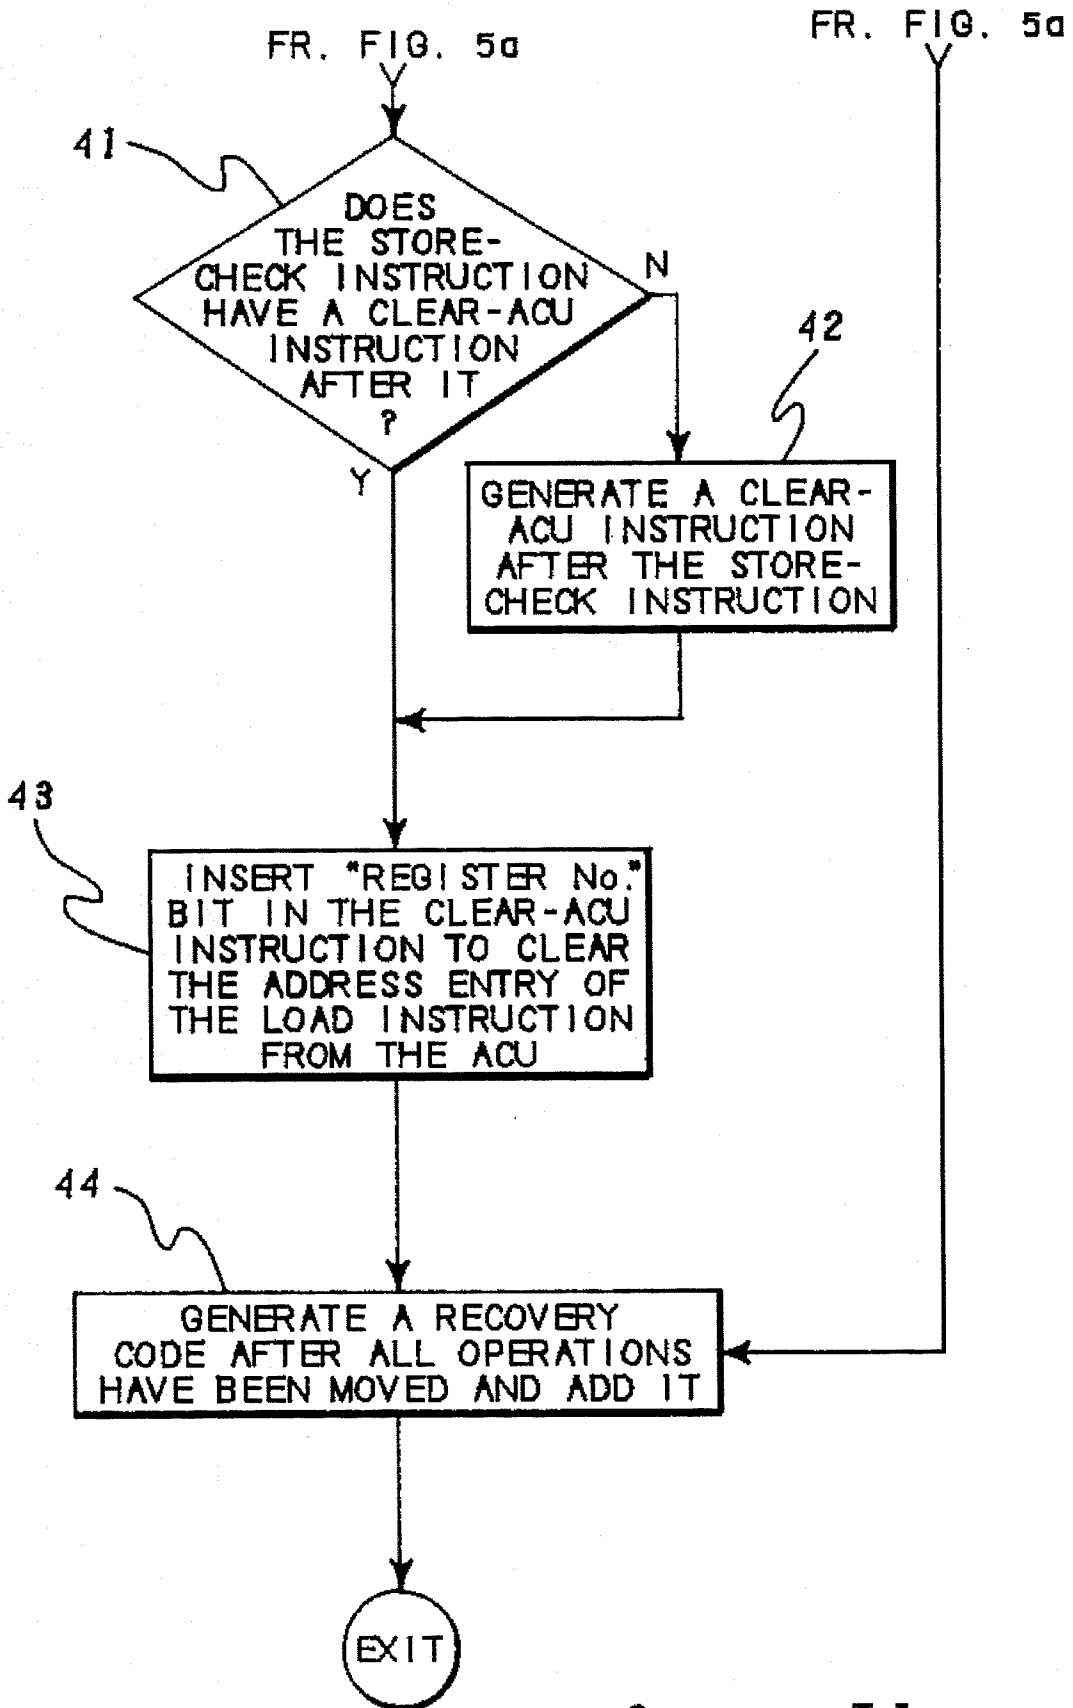 FR. FIG. 5a
FR. FIG. 5a
41
DOES
THE STORE-
CHECK INSTRUCTION
HAVE A CLEAR-ACU
INSTRUCTION
AFTER IT
?
N
Y
42
GENERATE A CLEAR-
ACU INSTRUCTION
AFTER THE STORE-
CHECK INSTRUCTION
43
INSERT "REGISTER No."
BIT IN THE CLEAR-ACU
INSTRUCTION TO CLEAR
THE ADDRESS ENTRY OF
THE LOAD INSTRUCTION
FROM THE ACU
44
GENERATE A RECOVERY
CODE AFTER ALL OPERATIONS
HAVE BEEN MOVED AND ADD IT
EXIT